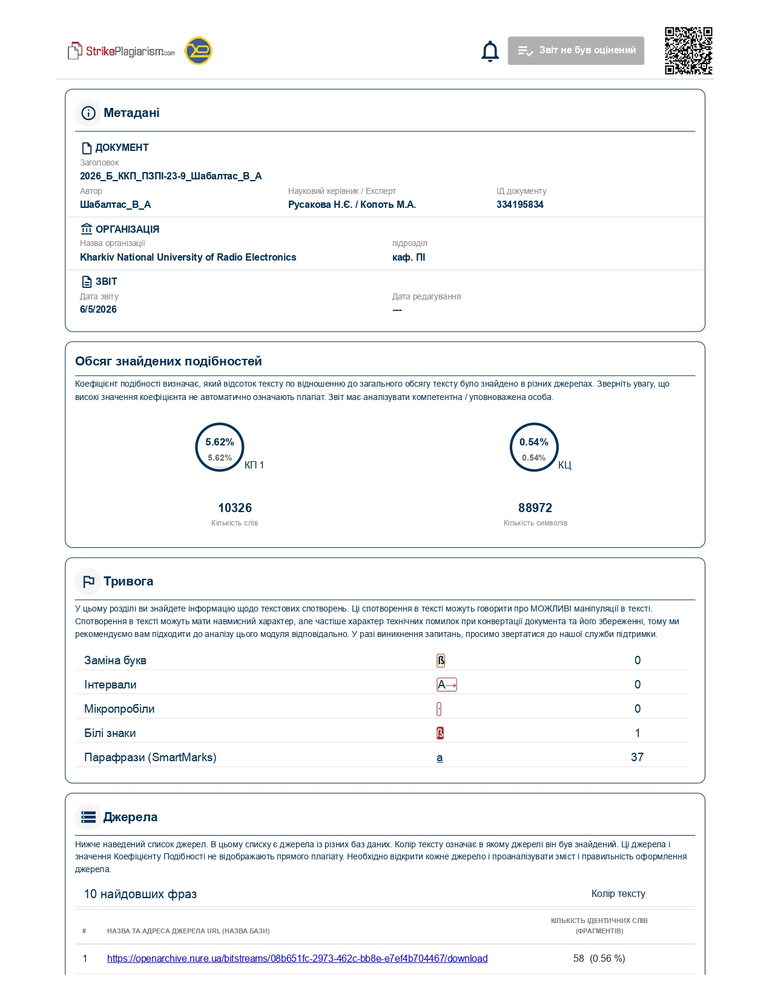 StrikePlagiarism.com
Звіт не був оцінений
Метадані
ДОКУМЕНТ
Заголовок
2026_Б_ККП_ПЗПІ-23-9_Шабалтас_В_А
Автор Науковий керівник / Експерт ІД документу
Шабалтас_В_А Русакова Н.Є. / Копоть М.А. 334195834
ОРГАНІЗАЦІЯ
Назва організації підрозділ
Kharkiv National University of Radio Electronics каф. ПІ
ЗВІТ
Дата звіту Дата редагування
6/5/2026 ---
Обсяг знайдених подібностей
Коефіцієнт подібності визначає, який відсоток тексту по відношенню до загального обсягу тексту було знайдено в різних джерелах. Зверніть увагу, що
високі значення коефіцієнта не автоматично означають плагіат. Звіт має аналізувати компетентна / уповноважена особа.
5.62% 0.54%
5.62% 0.54%
КП 1 КЦ
10326 88972
Кількість слів Кількість символів
Тривога
У цьому розділі ви знайдете інформацію щодо текстових спотворень. Ці спотворення в тексті можуть говорити про МОЖЛИВІ маніпуляції в тексті.
Спотворення в тексті можуть мати навмисний характер, але частіше характер технічних помилок при конвертації документа та його збереженні, тому ми
рекомендуємо вам підходити до аналізу цього модуля відповідально. У разі виникнення запитань, просимо звертатися до нашої служби підтримки.
Заміна букв ß 0
Інтервали A→ 0
Мікропробіли · 0
Білі знаки ß 1
Парафрази (SmartMarks) a 37
Джерела
Нижче наведений список джерел. В цьому списку є джерела із різних баз даних. Колір тексту означає в якому джерелі він був знайдений. Ці джерела і
значення Коефіцієнту Подібності не відображають прямого плагіату. Необхідно відкрити кожне джерело і проаналізувати зміст і правильність оформлення
джерела.
10 найдовших фраз Колір тексту
КІЛЬКІСТЬ ІДЕНТИЧНИХ СЛІВ
# НАЗВА ТА АДРЕСА ДЖЕРЕЛА URL (НАЗВА БАЗИ) (ФРАГМЕНТІВ)
1 https://openarchive.nure.ua/bitstreams/08b651fc-2973-462c-bb8e-e7ef4b704467/download 58 (0.56 %)